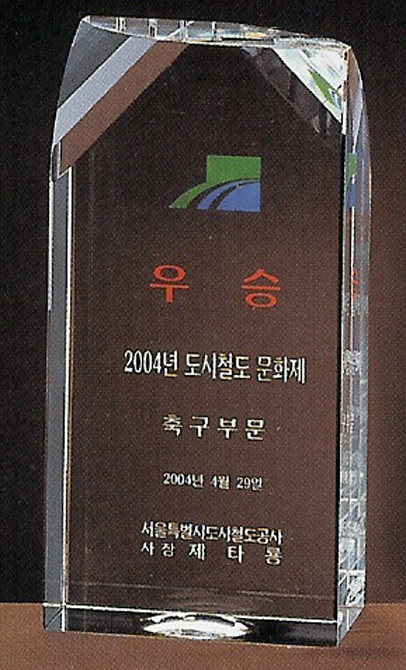 우 승
2004년 도시철도 문화제
축구부문
2004년 4월 29일
서울특별시도시철도공사
사장 제 타 룡